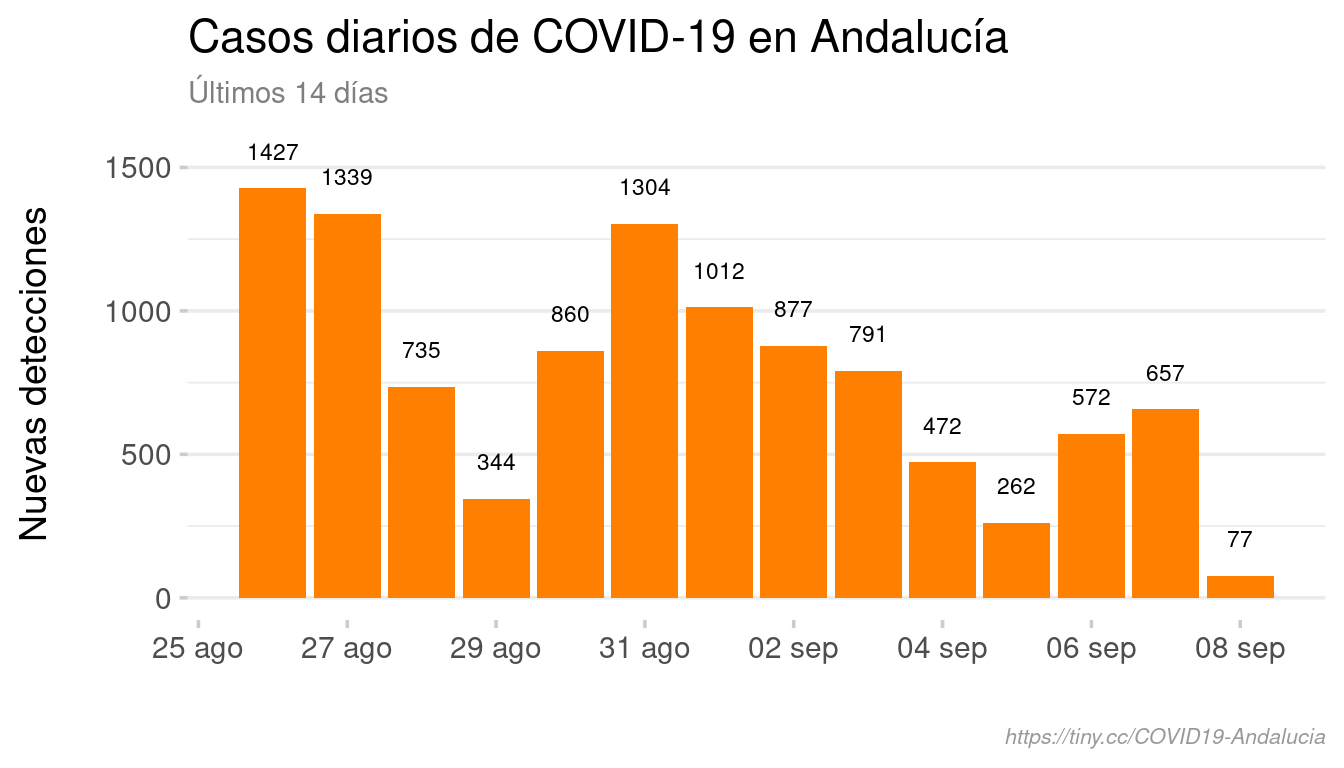 Casos diarios de COVID-19 en Andalucía
Últimos 14 días
Nuevas detecciones
1500
1000
500
0
1427
1339
735
344
860
1304
1012
877
791
472
262
572
657
77
25 ago
27 ago
29 ago
31 ago
02 sep
04 sep
06 sep
08 sep
https://tiny.cc/COVID19-Andalucia